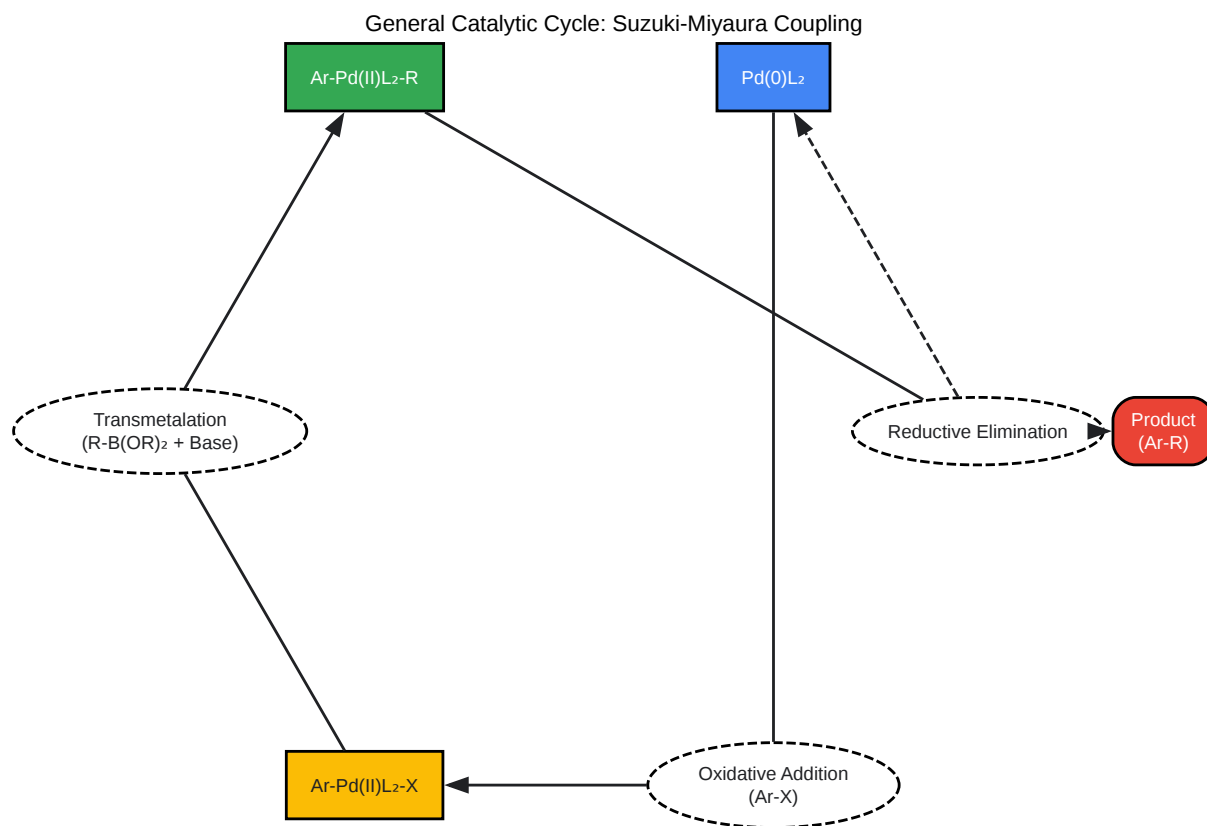 General Catalytic Cycle: Suzuki-Miyaura Coupling
Ar-Pd(II)L₂-R
Pd(0)L₂
Transmetalation
(R-B(OR)₂ + Base)
Reductive Elimination
Product
(Ar-R)
Ar-Pd(II)L₂-X
Oxidative Addition
(Ar-X)